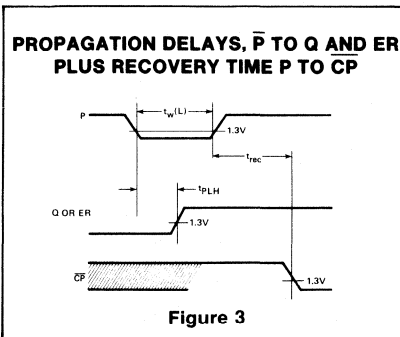 PROPAGATION DELAYS, P̅ TO Q AND ER
PLUS RECOVERY TIME P TO C̅P̅
P
tw(L)
1.3V
trec
tPLH
Q OR ER
1.3V
C̅P̅
1.3V
Figure 3